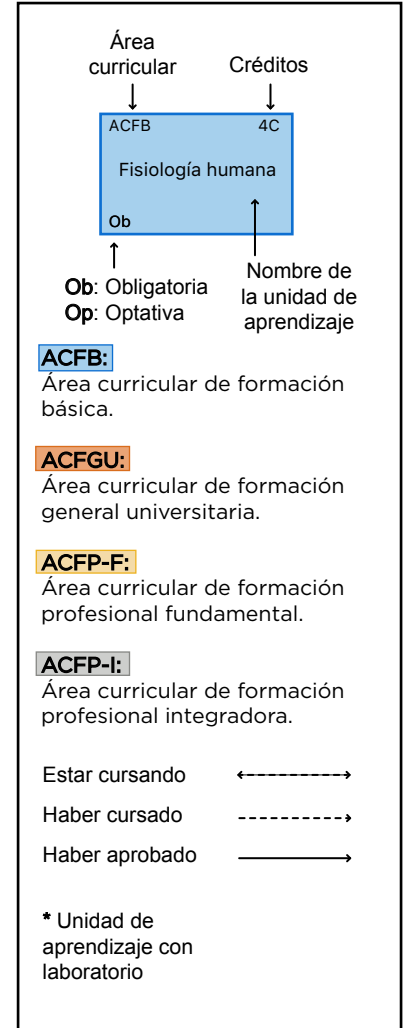 Área
curricular
Créditos
ACFB
4C
Fisiología humana
Ob
Ob: Obligatoria
Op: Optativa
Nombre de
la unidad de
aprendizaje
ACFB:
Área curricular de formación
básica.
ACFGU:
Área curricular de formación
general universitaria.
ACFP-F:
Área curricular de formación
profesional fundamental.
ACFP-I:
Área curricular de formación
profesional integradora.
Estar cursando
Haber cursado
Haber aprobado
* Unidad de
aprendizaje con
laboratorio